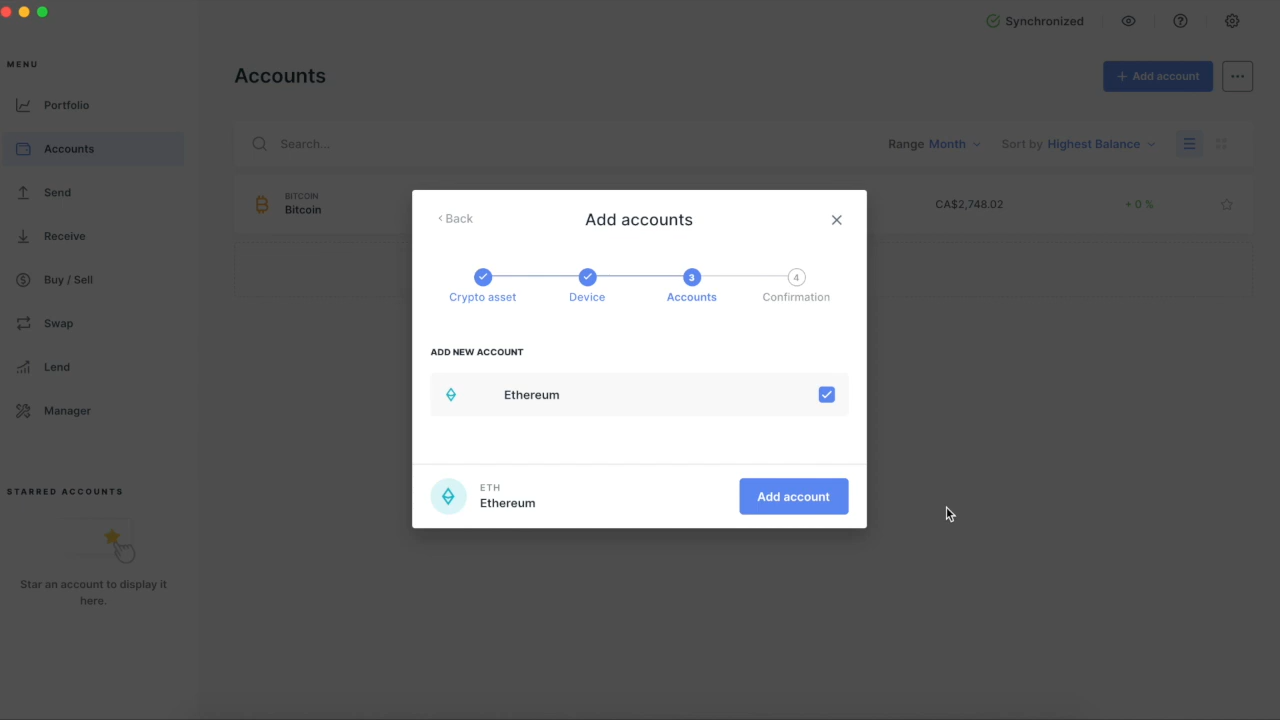 Synchronized
MENU
Portfolio
Accounts
Send
Receive
Buy / Sell
Swap
Lend
Manager
STARRED ACCOUNTS
Star an account to display it
here.
Accounts
+ Add account
Search...
Range Month
Sort by Highest Balance
BITCOIN
Bitcoin
CA$2,748.02
+ 0 %
< Back
Add accounts
3
4
Crypto asset
Device
Accounts
Confirmation
ADD NEW ACCOUNT
Ethereum
ETH
Ethereum
Add account